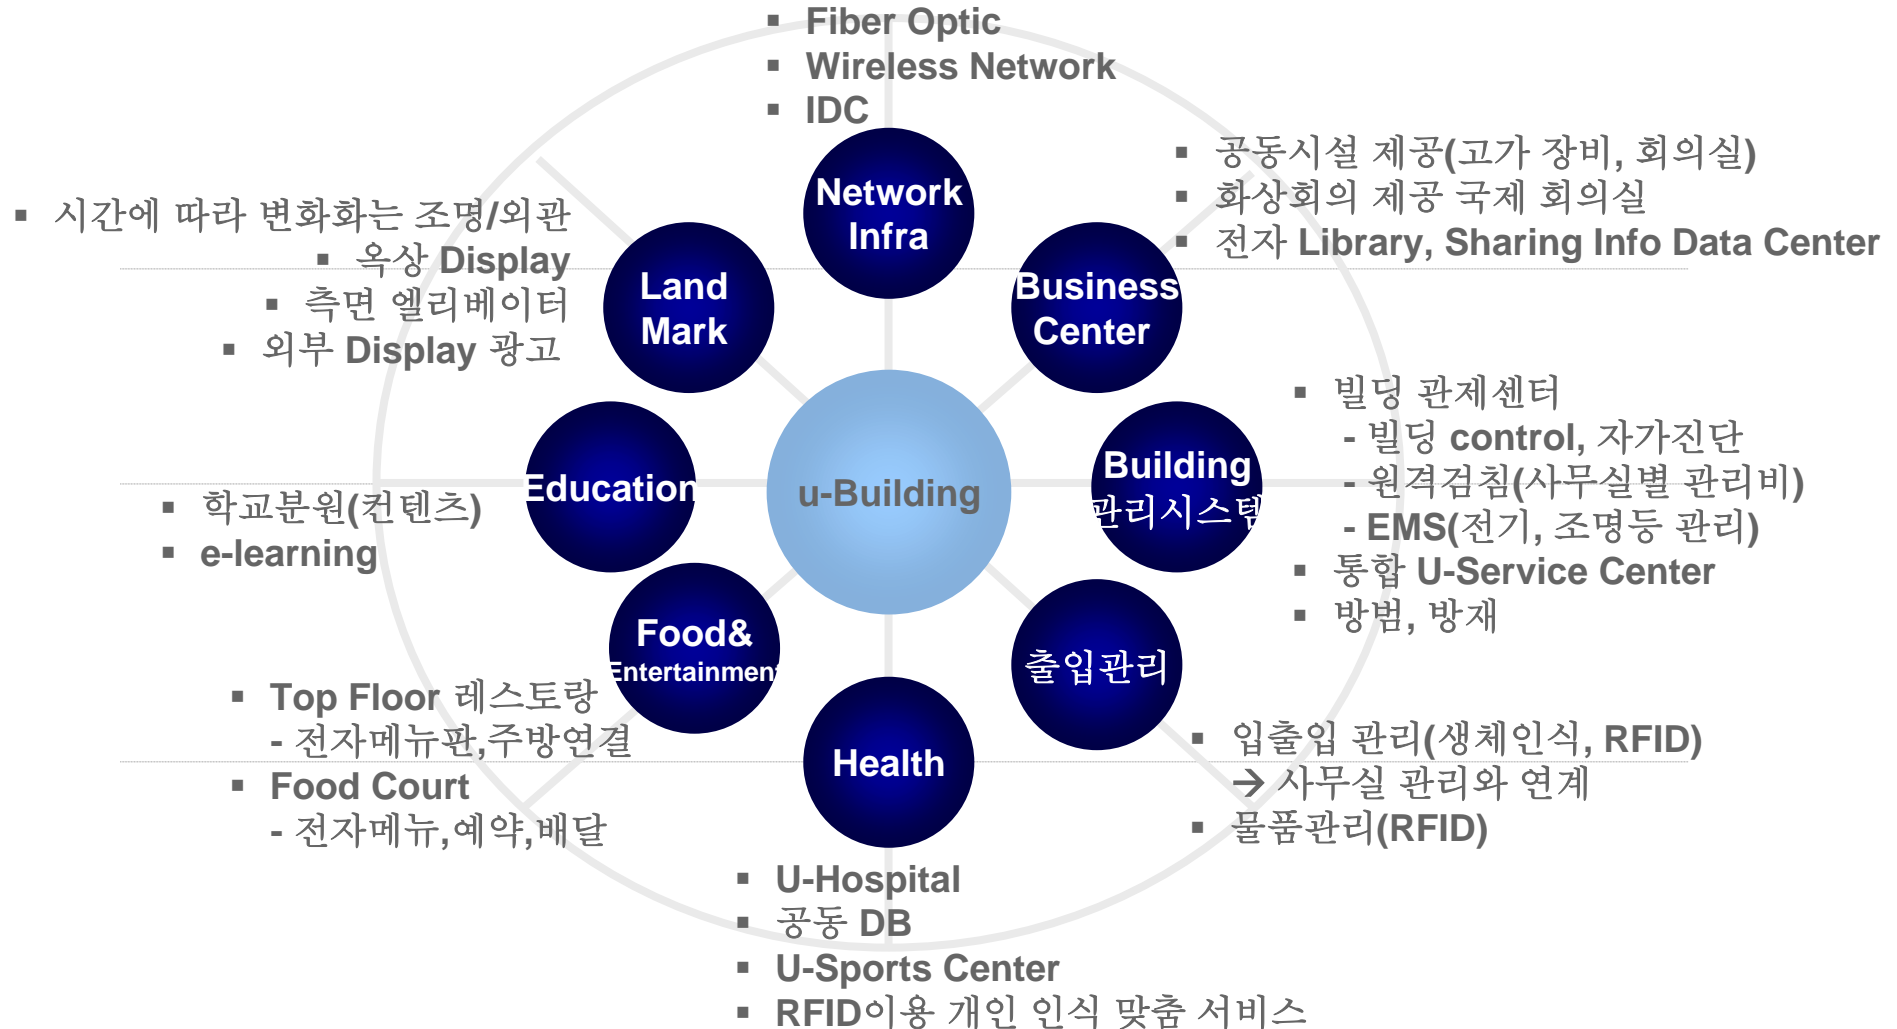 ▪ Fiber Optic
▪ Wireless Network
▪ IDC
Network
Infra
▪ 공동시설 제공(고가 장비, 회의실)
▪ 화상회의 제공 국제 회의실
▪ 전자 Library, Sharing Info Data Center
Business
Center
▪ 시간에 따라 변화화는 조명/외관
▪ 옥상 Display
▪ 측면 엘리베이터
▪ 외부 Display 광고
Land
Mark
▪ 빌딩 관제센터
- 빌딩 control, 자가진단
- 원격검침(사무실별 관리비)
- EMS(전기, 조명등 관리)
▪ 통합 U-Service Center
▪ 방범, 방재
Building
관리시스템
u-Building
Education
▪ 학교분원(컨텐츠)
▪ e-learning
Food&
Entertainment
▪ Top Floor 레스토랑
- 전자메뉴판,주방연결
▪ Food Court
- 전자메뉴,예약,배달
출입관리
▪ 입출입 관리(생체인식, RFID)
→ 사무실 관리와 연계
▪ 물품관리(RFID)
Health
▪ U-Hospital
▪ 공동 DB
▪ U-Sports Center
▪ RFID이용 개인 인식 맞춤 서비스